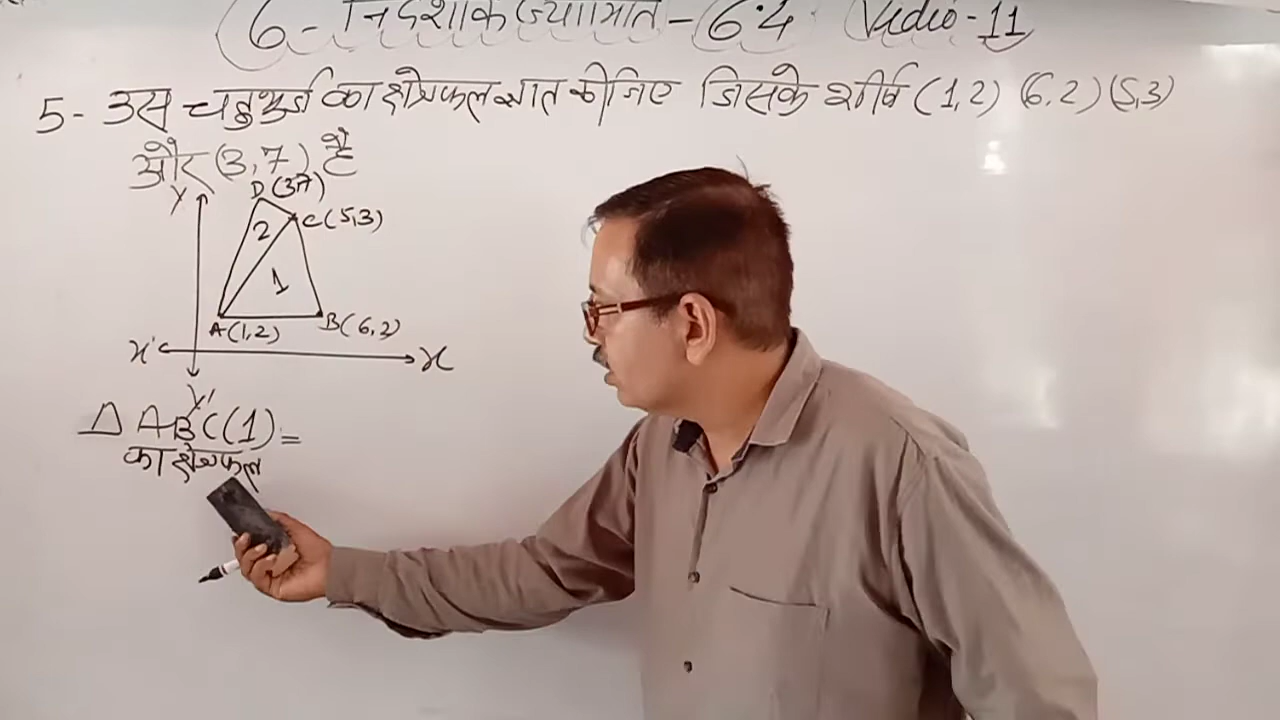 6- निर्देशांक ज्यामिति - 6.4 Vedio-11
5- उस चतुर्भुज का क्षेत्रफल ज्ञात कीजिए जिसके शीर्ष (1,2) (6,2) (5,3)
और (3,7) है
Y D(3,7)
C(5,3)
2
1
A(1,2) B(6,2)
X' X
Y'
Δ ABC(1) =
का क्षेत्रफल